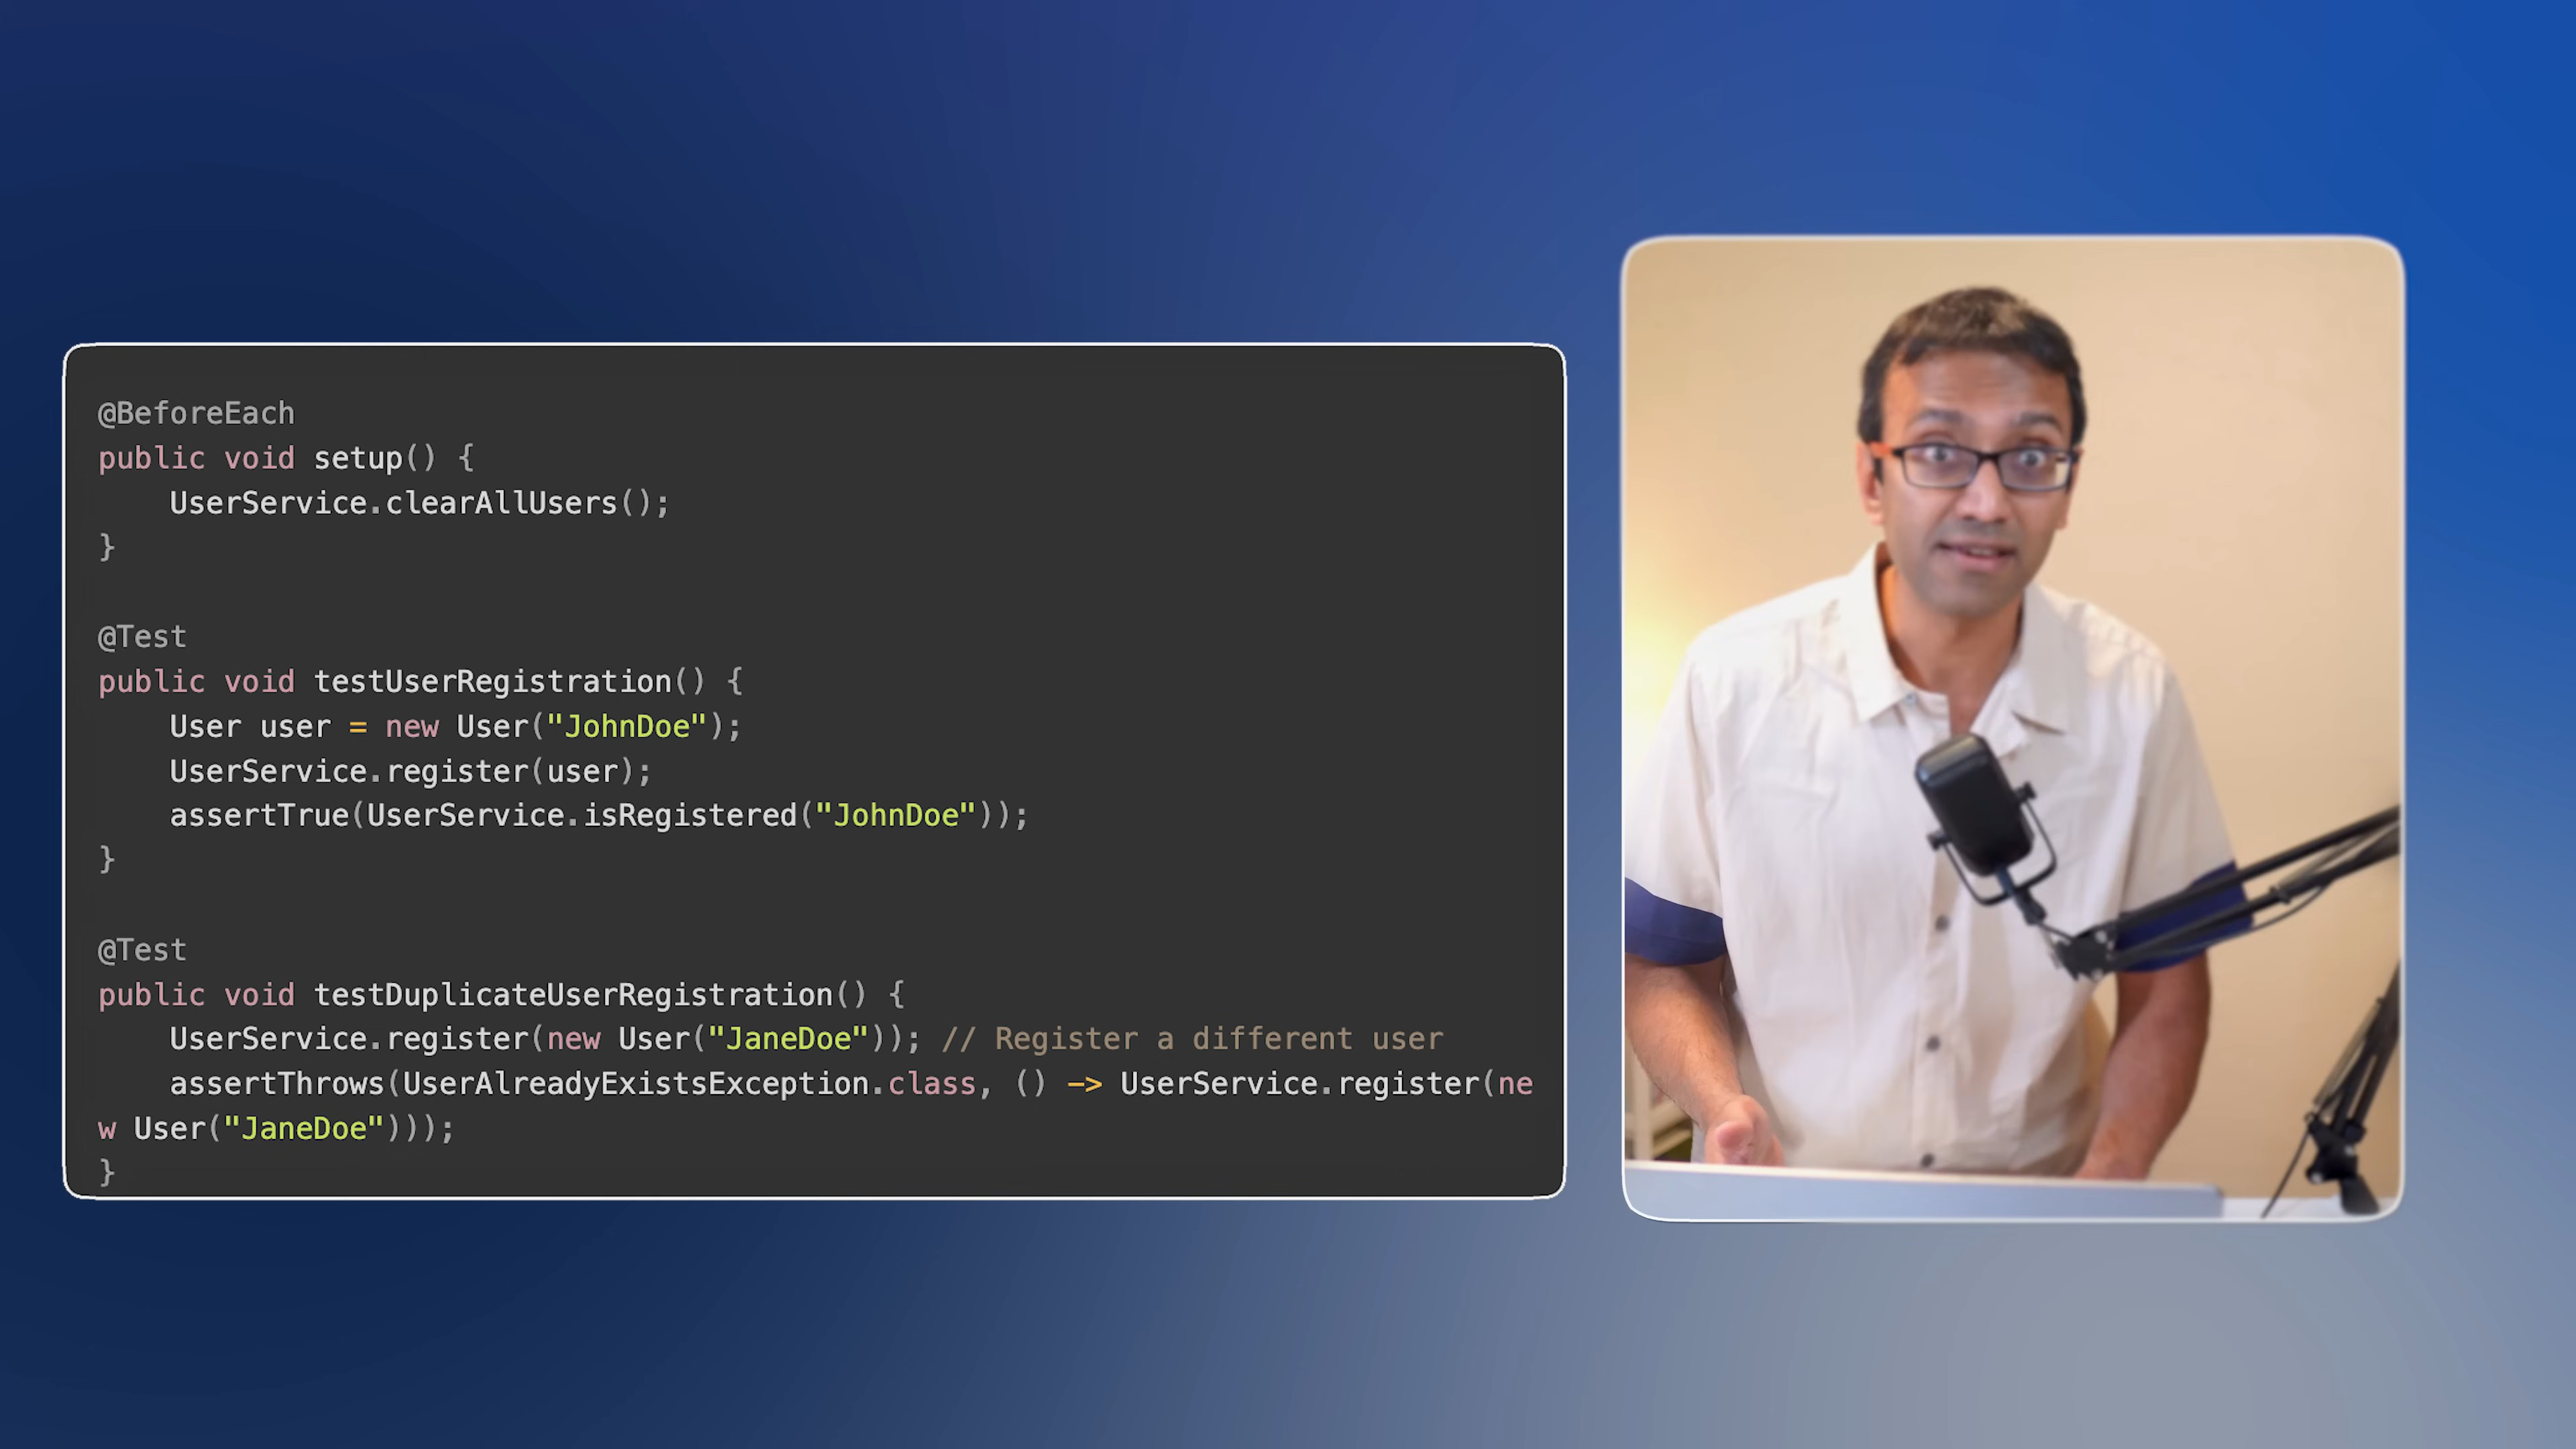 @BeforeEach
public void setup() {
    UserService.clearAllUsers();
}
@Test
public void testUserRegistration() {
    User user = new User("JohnDoe");
    UserService.register(user);
    assertTrue(UserService.isRegistered("JohnDoe"));
}
@Test
public void testDuplicateUserRegistration() {
    UserService.register(new User("JaneDoe")); // Register a different user
    assertThrows(UserAlreadyExistsException.class, () -> UserService.register(ne
w User("JaneDoe")));
}